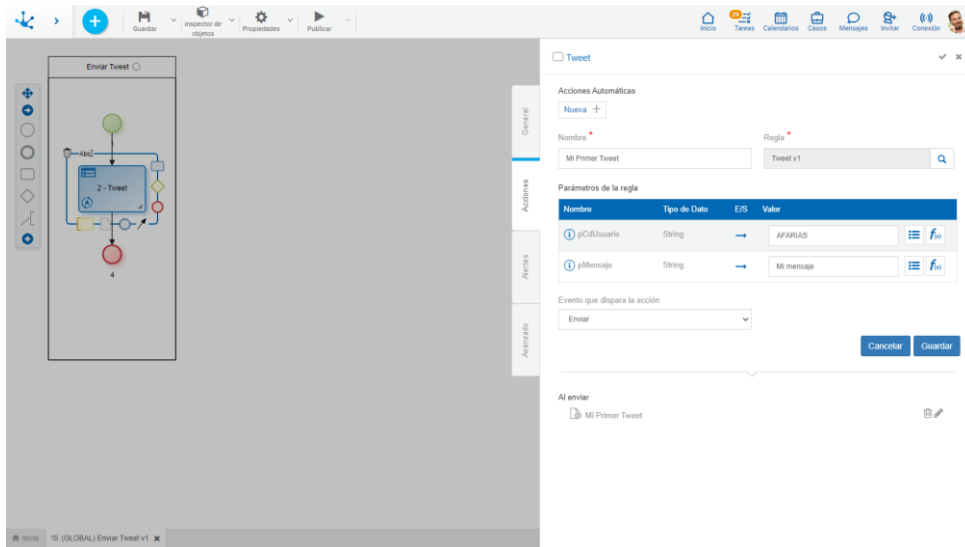 Guardar
Inspector de objetos
Propiedades
Publicar
Inicio
29
Tareas
Calendarios
Casos
Mensajes
Invitar
Conexión
Enviar Tweet
1
Abc
2 - Tweet
4
General
Acciones
Alertas
Avanzado
Tweet
Acciones Automáticas
Nueva +
Nombre * Regla *
Mi Primer Tweet Tweet v1
Parámetros de la regla
Nombre Tipo de Dato E/S Valor
pCdUsuario String → AFARIAS f(x)
pMensaje String → Mi mensaje f(x)
Evento que dispara la acción
Enviar
Cancelar Guardar
Al enviar
Mi Primer Tweet
Inicio (GLOBAL) Enviar Tweet v1